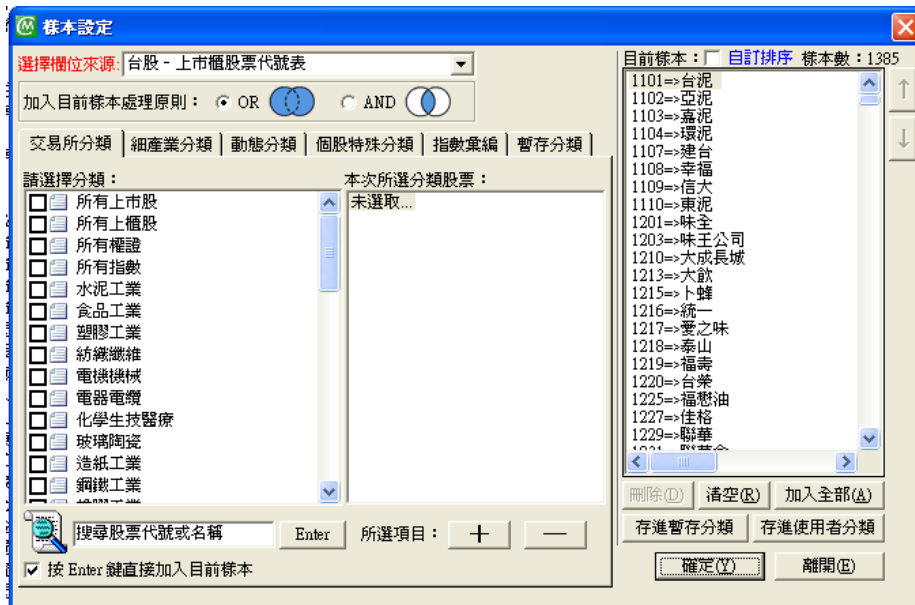 樣本設定
選擇欄位來源:
台股 - 上市櫃股票代號表
加入目前樣本處理原則：
OR
AND
交易所分類
細產業分類
動態分類
個股特殊分類
指數彙編
暫存分類
請選擇分類：
所有上市股
所有上櫃股
所有權證
所有指數
水泥工業
食品工業
塑膠工業
紡織纖維
電機機械
電器電纜
化學生技醫療
玻璃陶瓷
造紙工業
鋼鐵工業
本次所選分類股票：
未選取...
搜尋股票代號或名稱
Enter
所選項目：
按 Enter 鍵直接加入目前樣本
目前樣本：
自訂排序
樣本數：1385
1101=>台泥
1102=>亞泥
1103=>嘉泥
1104=>環泥
1107=>建台
1108=>幸福
1109=>信大
1110=>東泥
1201=>味全
1203=>味王公司
1210=>大成長城
1213=>大飲
1215=>卜蜂
1216=>統一
1217=>愛之味
1218=>泰山
1219=>福壽
1220=>台榮
1225=>福懋油
1227=>佳格
1229=>聯華
刪除(D)
清空(R)
加入全部(A)
存進暫存分類
存進使用者分類
確定(Y)
離開(E)